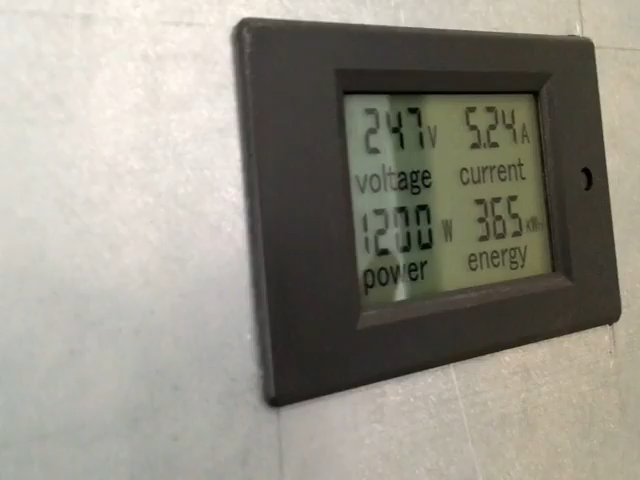 247V 5.24A
voltage current
1200 W 365 KWh
power energy